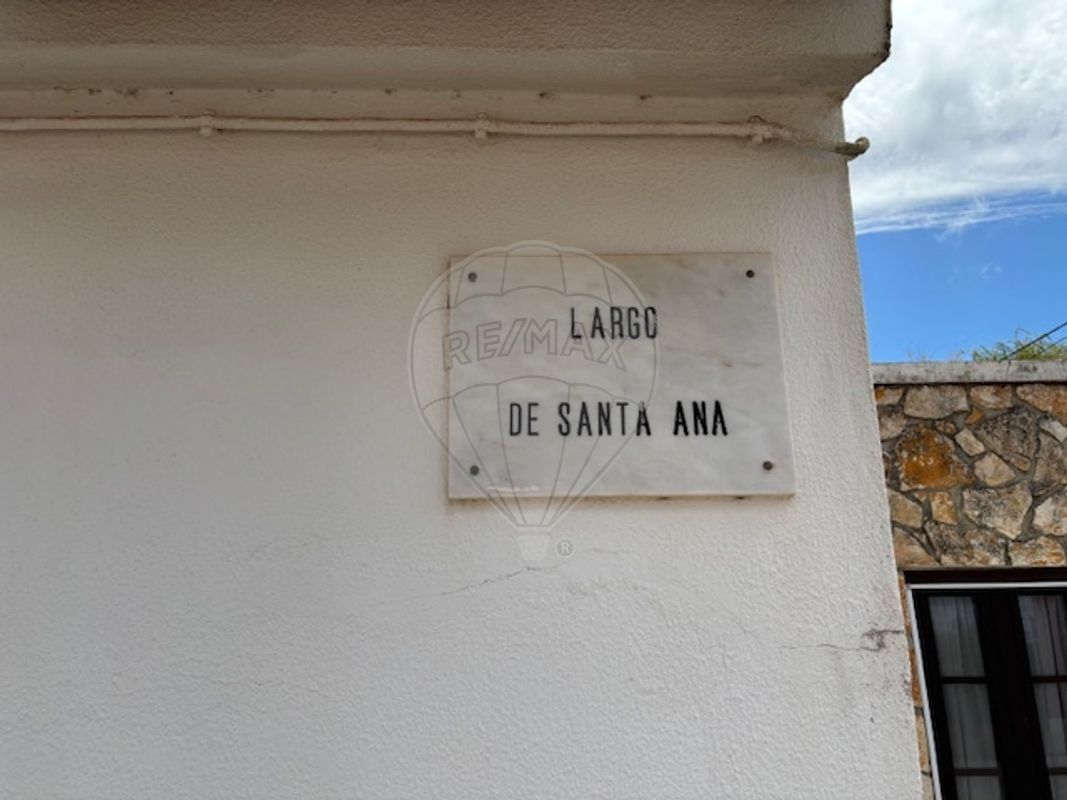 LARGO
RE/MAX
DE SANTA ANA
®